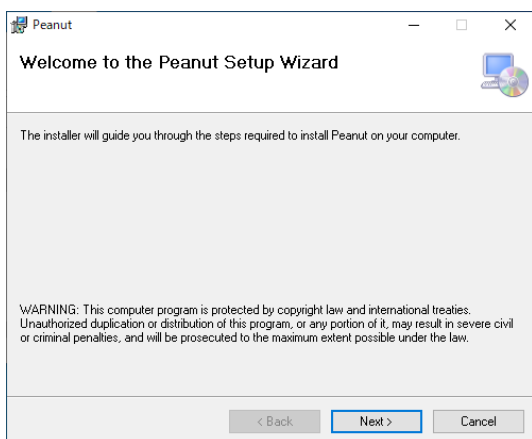 Peanut
Welcome to the Peanut Setup Wizard
The installer will guide you through the steps required to install Peanut on your computer.
WARNING: This computer program is protected by copyright law and international treaties.
Unauthorized duplication or distribution of this program, or any portion of it, may result in severe civil
or criminal penalties, and will be prosecuted to the maximum extent possible under the law.
< Back
Next >
Cancel